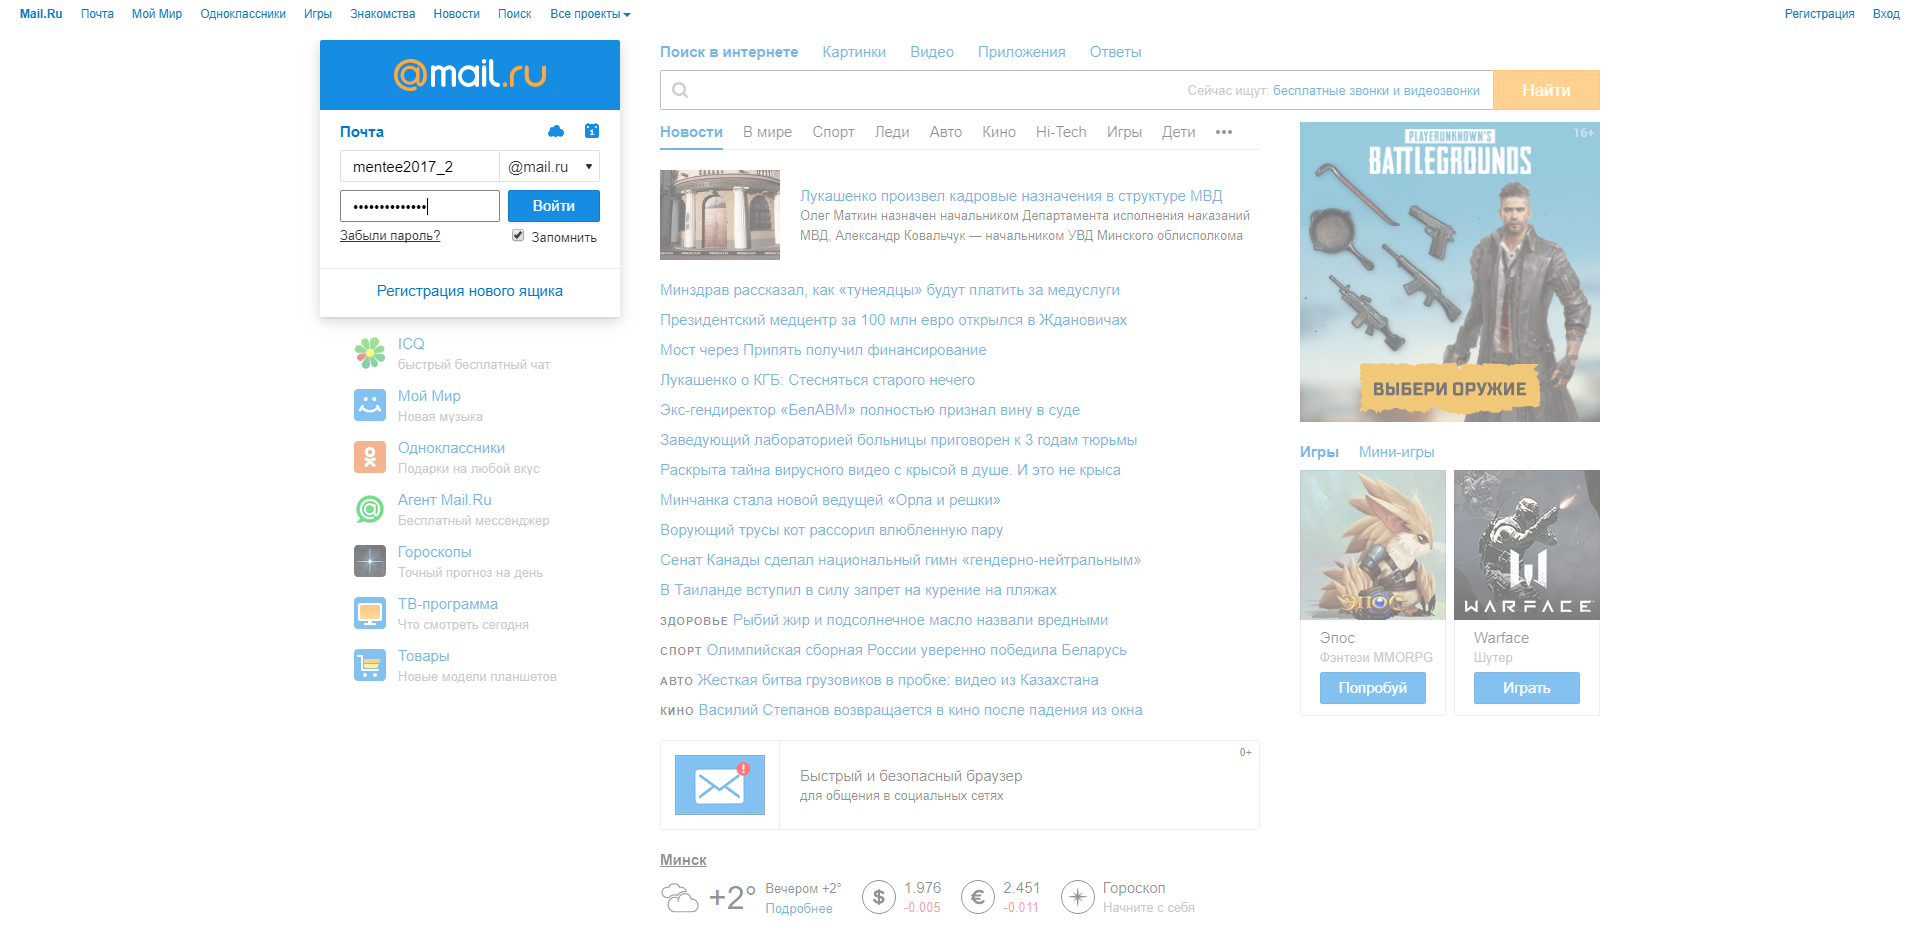 Mail.Ru Почта Мой Мир Одноклассники Игры Знакомства Новости Поиск Все проекты Регистрация Вход
@mail.ru
Почта
1
mentee2017_2 @mail.ru
•••••••••••••• Войти
Забыли пароль? Запомнить
Регистрация нового ящика
ICQ
быстрый бесплатный чат
Мой Мир
Новая музыка
Одноклассники
Подарки на любой вкус
Агент Mail.Ru
Бесплатный мессенджер
Гороскопы
Точный прогноз на день
ТВ-программа
Что смотреть сегодня
Товары
Новые модели планшетов
Поиск в интернете Картинки Видео Приложения Ответы
Сейчас ищут: бесплатные звонки и видеозвонки Найти
Новости В мире Спорт Леди Авто Кино Hi-Tech Игры Дети •••
Лукашенко произвел кадровые назначения в структуре МВД
Олег Маткин назначен начальником Департамента исполнения наказаний
МВД, Александр Ковальчук — начальником УВД Минского облисполкома
Минздрав рассказал, как «тунеядцы» будут платить за медуслуги
Президентский медцентр за 100 млн евро открылся в Ждановичах
Мост через Припять получил финансирование
Лукашенко о КГБ: Стесняться старого нечего
Экс-гендиректор «БелАВМ» полностью признал вину в суде
Заведующий лабораторией больницы приговорен к 3 годам тюрьмы
Раскрыта тайна вирусного видео с крысой в душе. И это не крыса
Минчанка стала новой ведущей «Орла и решки»
Ворующий трусы кот рассорил влюбленную пару
Сенат Канады сделал национальный гимн «гендерно-нейтральным»
В Таиланде вступил в силу запрет на курение на пляжах
ЗДОРОВЬЕ Рыбий жир и подсолнечное масло назвали вредными
СПОРТ Олимпийская сборная России уверенно победила Беларусь
АВТО Жесткая битва грузовиков в пробке: видео из Казахстана
КИНО Василий Степанов возвращается в кино после падения из окна
0+
Быстрый и безопасный браузер
для общения в социальных сетях
Минск
+2° Вечером +2° $ 1.976 € 2.451 Гороскоп
Подробнее -0.005 -0.011 Начните с себя
PLAYERUNKNOWN'S 16+
BATTLEGROUNDS
ВЫБЕРИ ОРУЖИЕ
Игры Мини-игры
ЭПОС
WARFACE
Эпос
Фэнтези MMORPG
Попробуй
Warface
Шутер
Играть